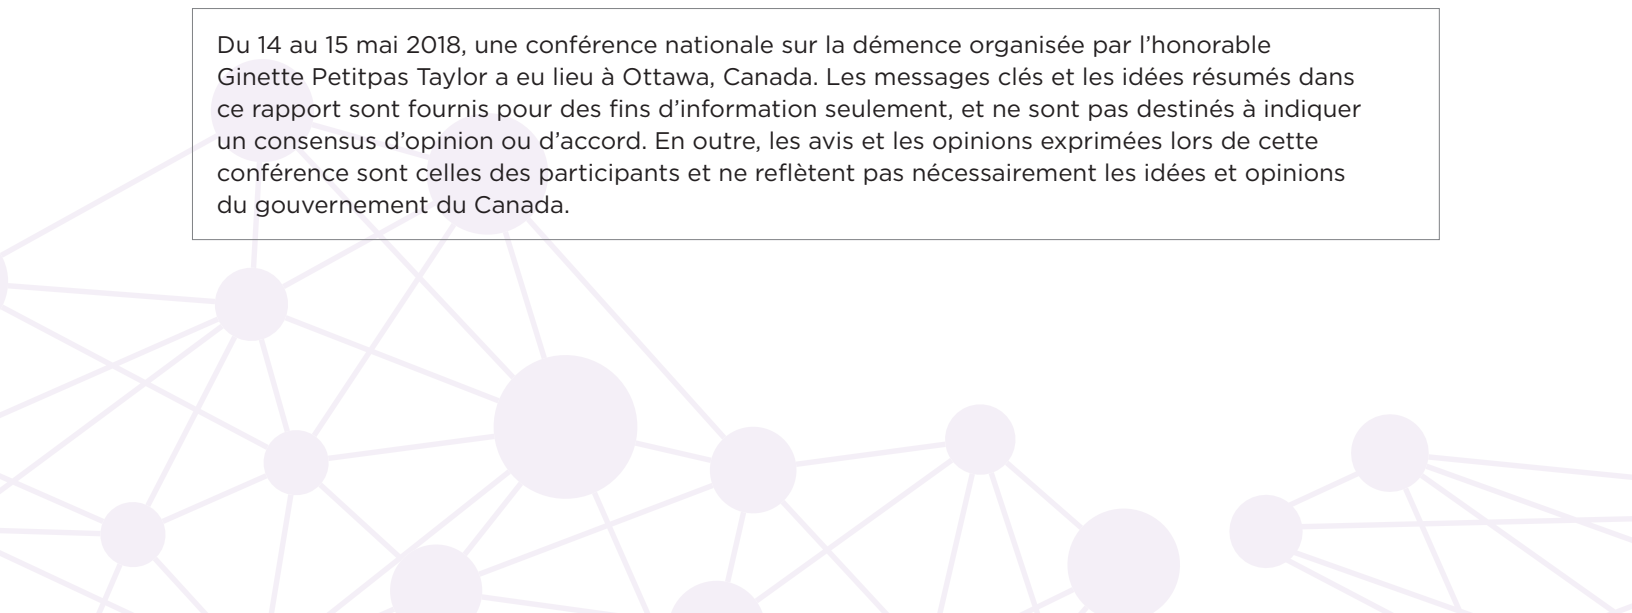 Du 14 au 15 mai 2018, une conférence nationale sur la démence organisée par l’honorable
Ginette Petitpas Taylor a eu lieu à Ottawa, Canada. Les messages clés et les idées résumés dans
ce rapport sont fournis pour des fins d’information seulement, et ne sont pas destinés à indiquer
un consensus d’opinion ou d’accord. En outre, les avis et les opinions exprimées lors de cette
conférence sont celles des participants et ne reflètent pas nécessairement les idées et opinions
du gouvernement du Canada.